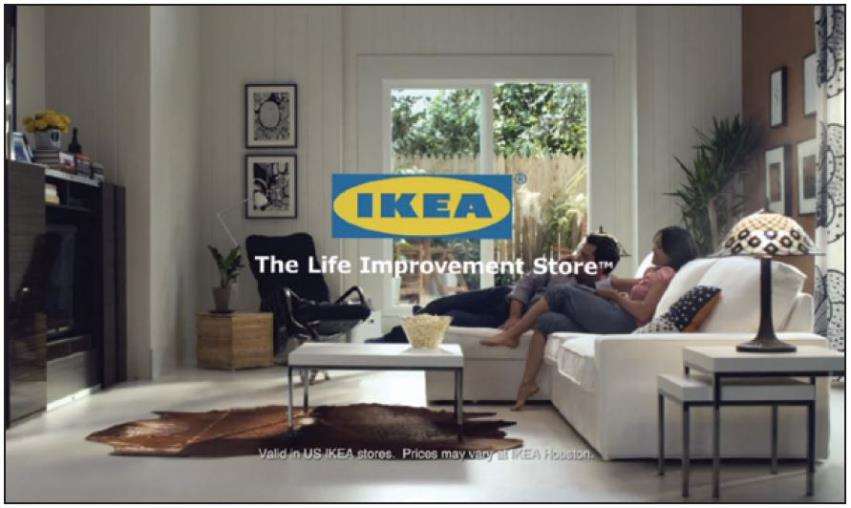 IKEA®
The Life Improvement Store™
Valid in US IKEA stores. Prices may vary at IKEA Houston.